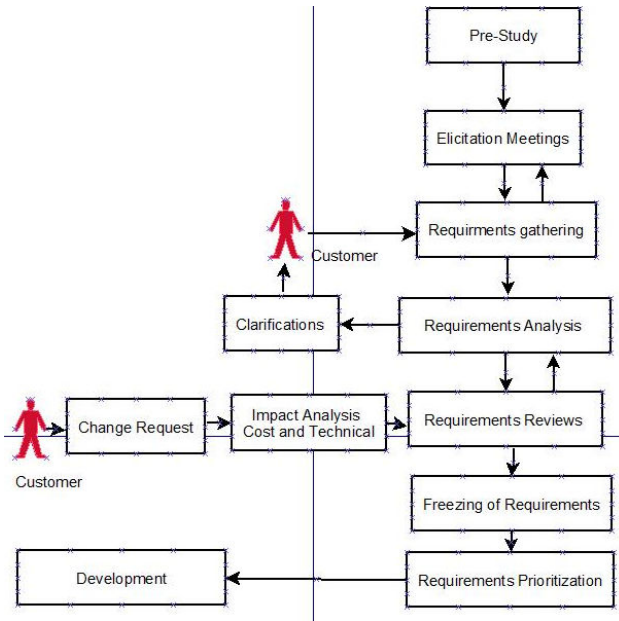 Pre-Study
Elicitation Meetings
Requirments gathering
Customer
Clarifications
Requirements Analysis
Change Request
Impact Analysis
Cost and Technical
Requirements Reviews
Customer
Freezing of Requirements
Development
Requirements Prioritization